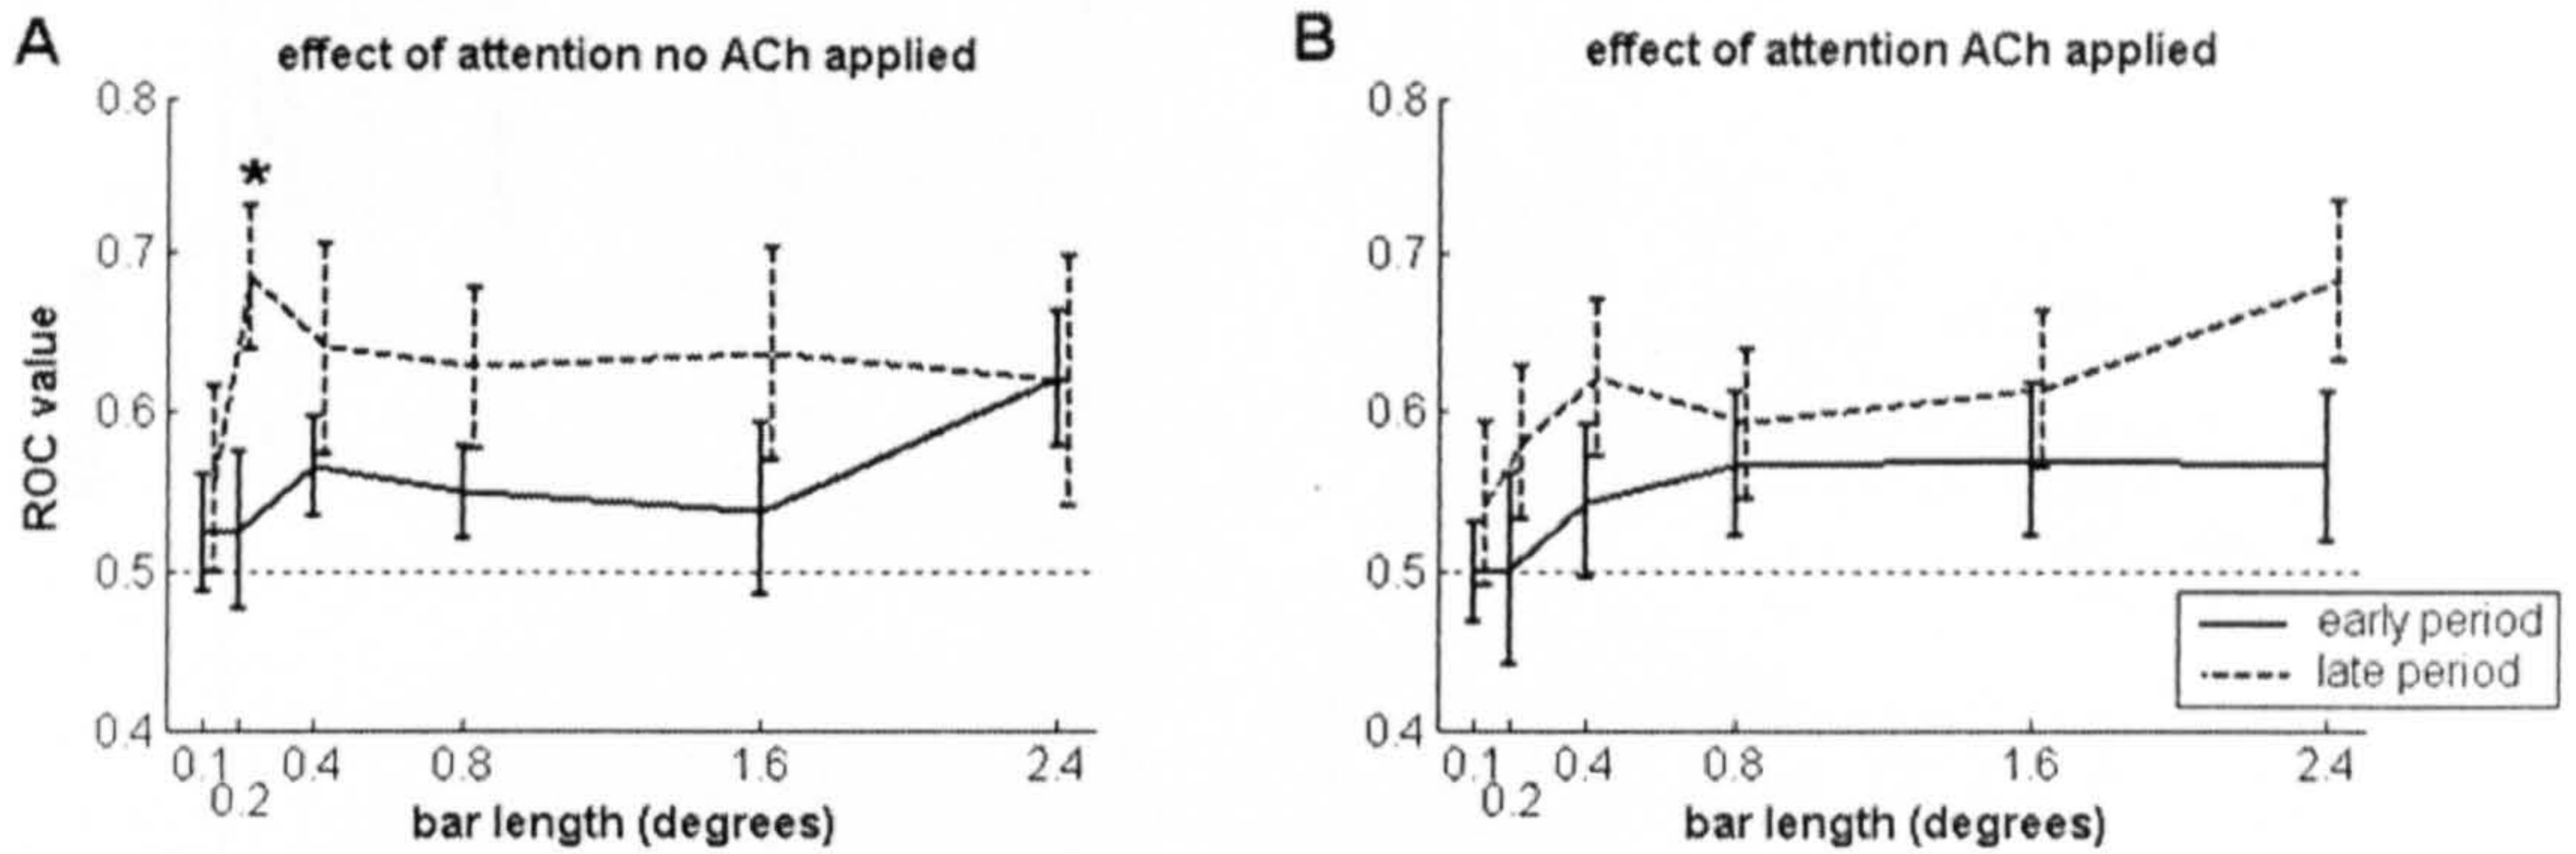 A
effect of attention no ACh applied
0.8
*
0.7
0.6
0.5
0.4
ROC value
0.1 0.4 0.8 1.6 2.4
0.2
bar length (degrees)
B
effect of attention ACh applied
0.8
0.7
0.6
0.5
0.4
early period
late period
0.1 0.4 0.8 1.6 2.4
0.2
bar length (degrees)